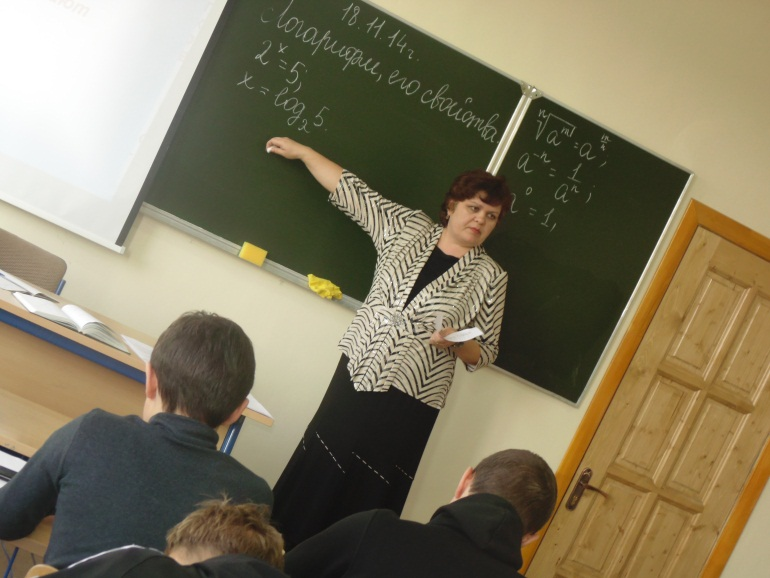 18.11.14г.
Логарифм, его свойства
2ˣ = 5;
x = log₂5.
ⁿ√aᵐ = a^(m/n);
a⁻ⁿ = 1/aⁿ;
a⁰ = 1,